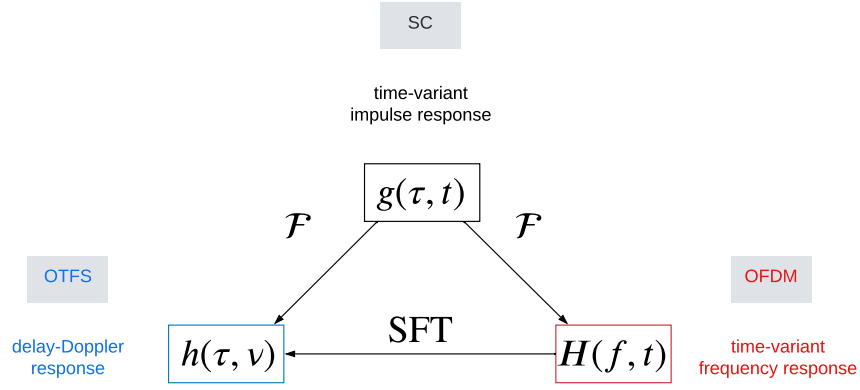 SC
time-variant
impulse response
g(τ, t)
ℱ
ℱ
OTFS
OFDM
SFT
delay-Doppler
response
h(τ, ν)
H(f, t)
time-variant
frequency response